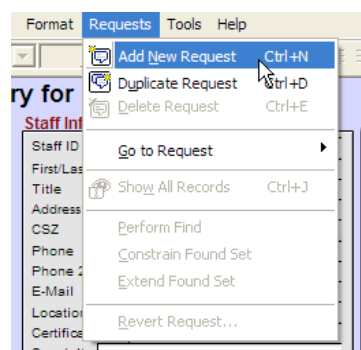 Format Requests Tools Help
Add New Request Ctrl+N
Duplicate Request Ctrl+D
Delete Request Ctrl+E
Go to Request
Show All Records Ctrl+J
Perform Find
Constrain Found Set
Extend Found Set
Revert Request...
ry for
Staff Inf
Staff ID
First/Las
Title
Address
CSZ
Phone
Phone 2
E-Mail
Location
Certifica